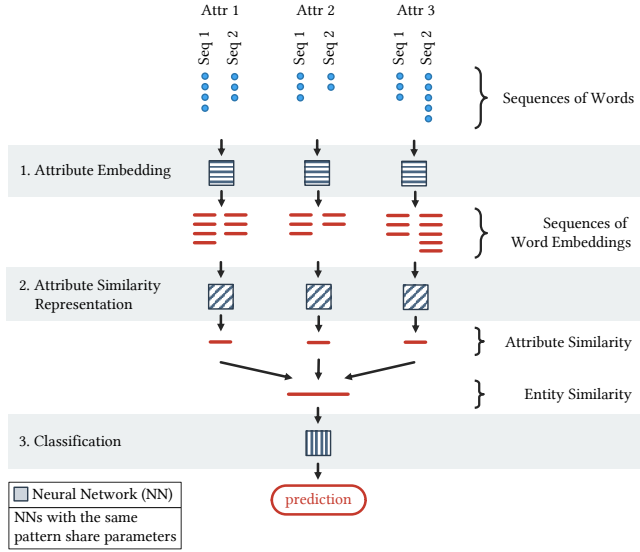 Attr 1 Attr 2 Attr 3
Seq 1 Seq 2 Seq 1 Seq 2 Seq 1 Seq 2
Sequences of Words
1. Attribute Embedding
Sequences of
Word Embeddings
2. Attribute Similarity
Representation
Attribute Similarity
Entity Similarity
3. Classification
Neural Network (NN)
NNs with the same
pattern share parameters
prediction